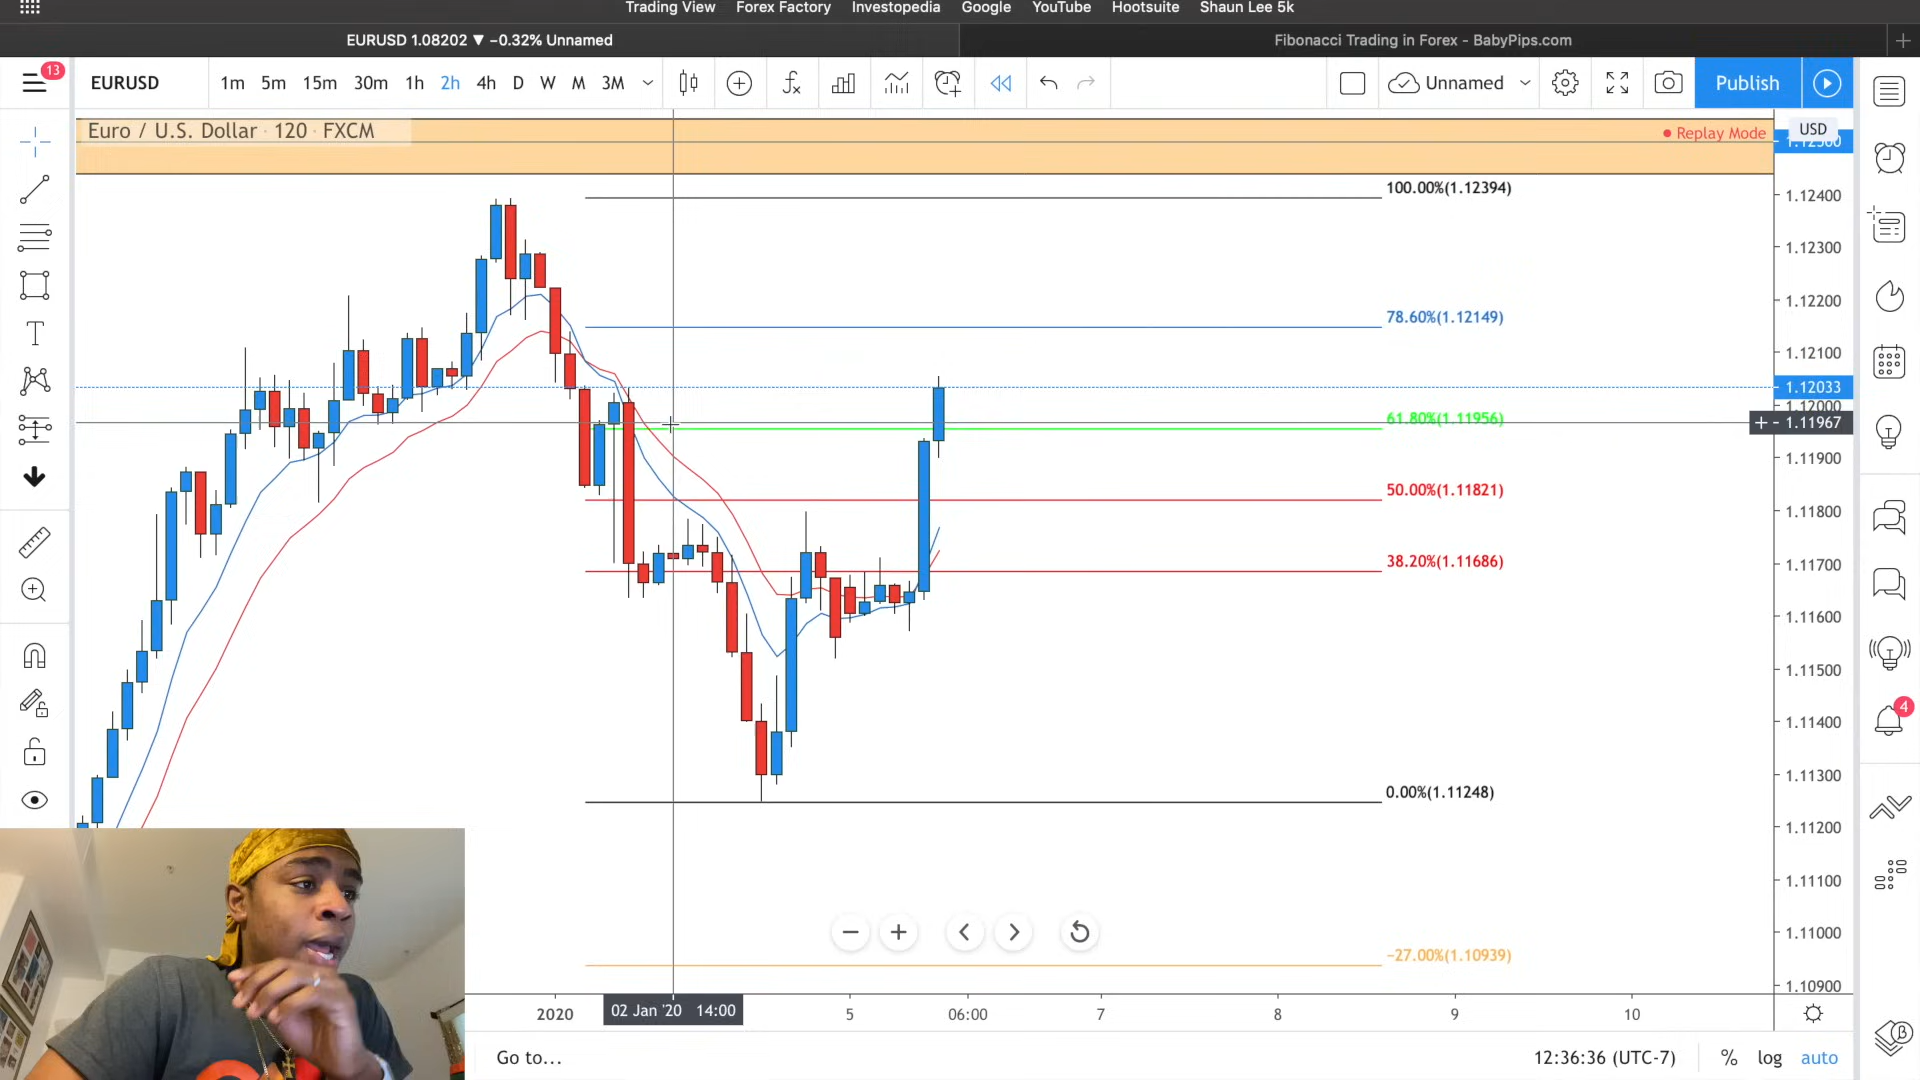 Trading View Forex Factory Investopedia Google YouTube Hootsuite Shaun Lee 5k
EURUSD 1.08202 ▼ −0.32% Unnamed
Fibonacci Trading in Forex - BabyPips.com
13
EURUSD
1m 5m 15m 30m 1h 2h 4h D W M 3M
Unnamed
Publish
Euro / U.S. Dollar · 120 · FXCM
Replay Mode
USD
1.12500
100.00%(1.12394)
1.12400
1.12300
1.12200
78.60%(1.12149)
1.12100
1.12033
1.12000
61.80%(1.11956)
1.11967
1.11900
50.00%(1.11821)
1.11800
38.20%(1.11686)
1.11700
1.11600
1.11500
4
1.11400
1.11300
0.00%(1.11248)
1.11200
1.11100
1.11000
−27.00%(1.10939)
1.10900
2020
02 Jan '20 14:00
5
06:00
7
8
9
10
Go to...
12:36:36 (UTC-7)
%
log
auto